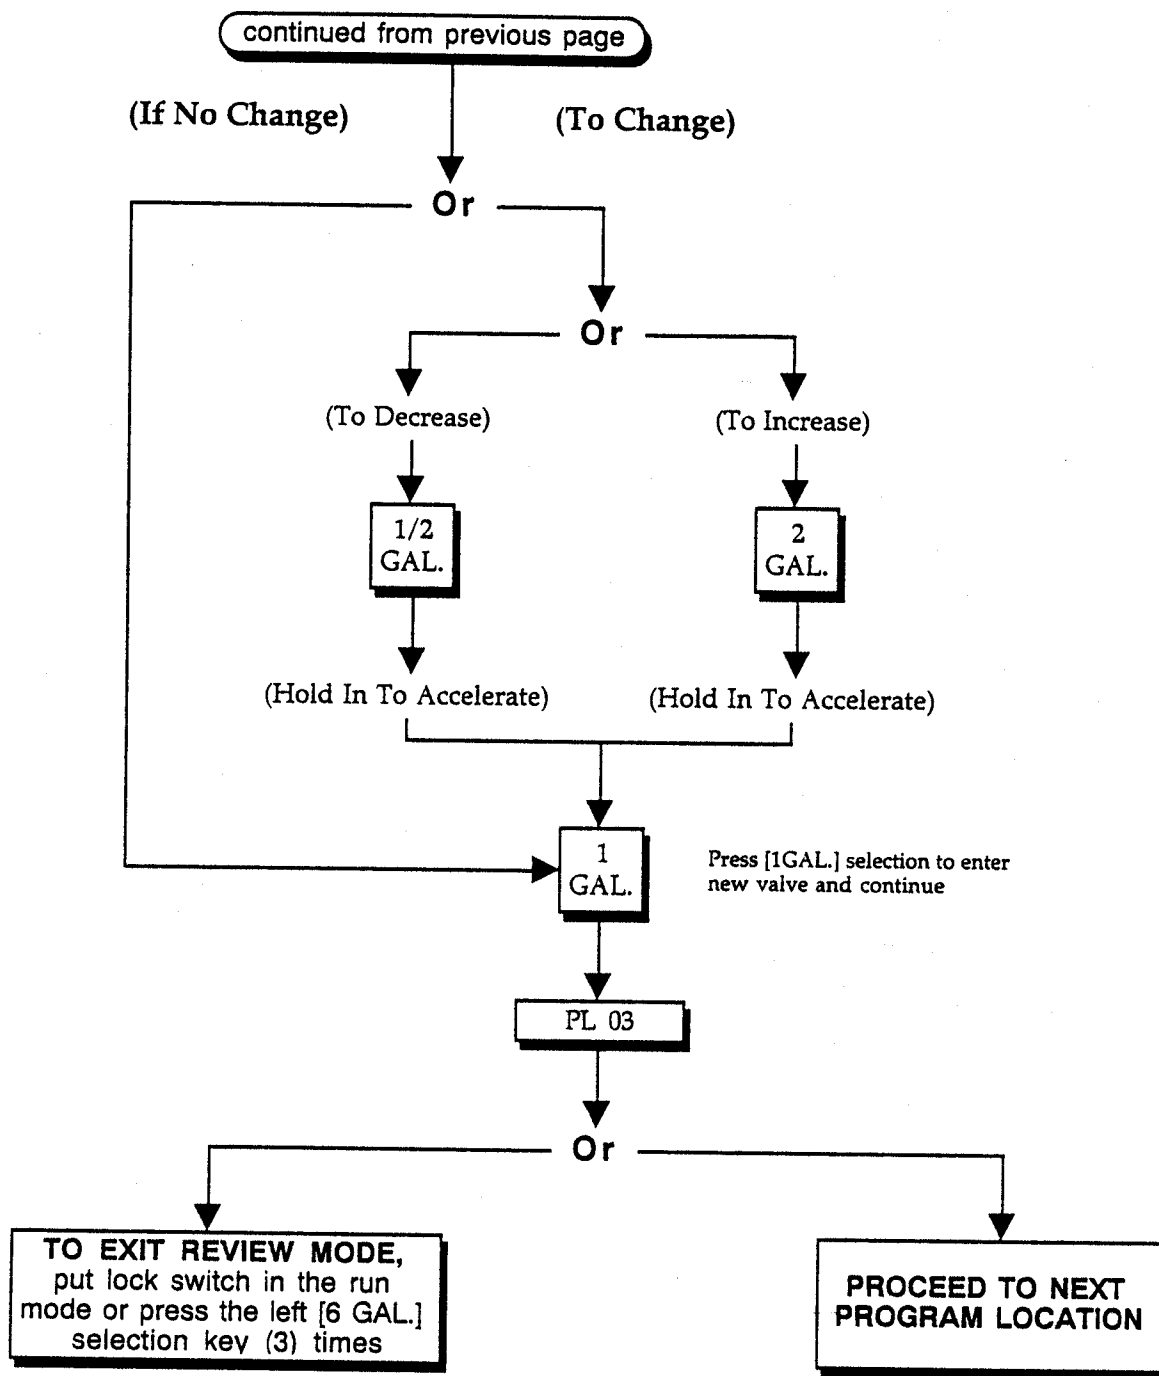 continued from previous page
(If No Change)
(To Change)
Or
Or
(To Decrease)
(To Increase)
1/2
GAL.
2
GAL.
(Hold In To Accelerate)
(Hold In To Accelerate)
1
GAL.
Press [1GAL.] selection to enter
new valve and continue
PL 03
Or
TO EXIT REVIEW MODE,
put lock switch in the run
mode or press the left [6 GAL.]
selection key (3) times
PROCEED TO NEXT
PROGRAM LOCATION